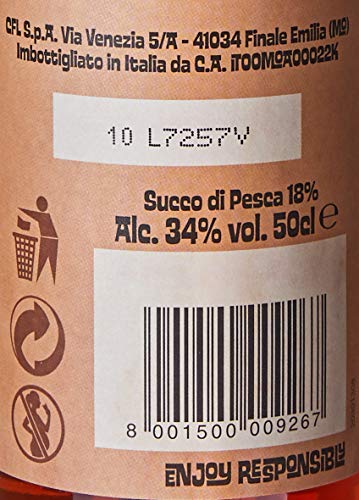 CFL S.p.A. Via Venezia 5/A - 41034 Finale Emilia (MO)
Imbottigliato in Italia da C.A. IT00MOA00022K
10 L7257V
Succo di Pesca 18%
Alc. 34% vol. 50cl e
8 001500 009267
ENJOY RESPONSIBLY